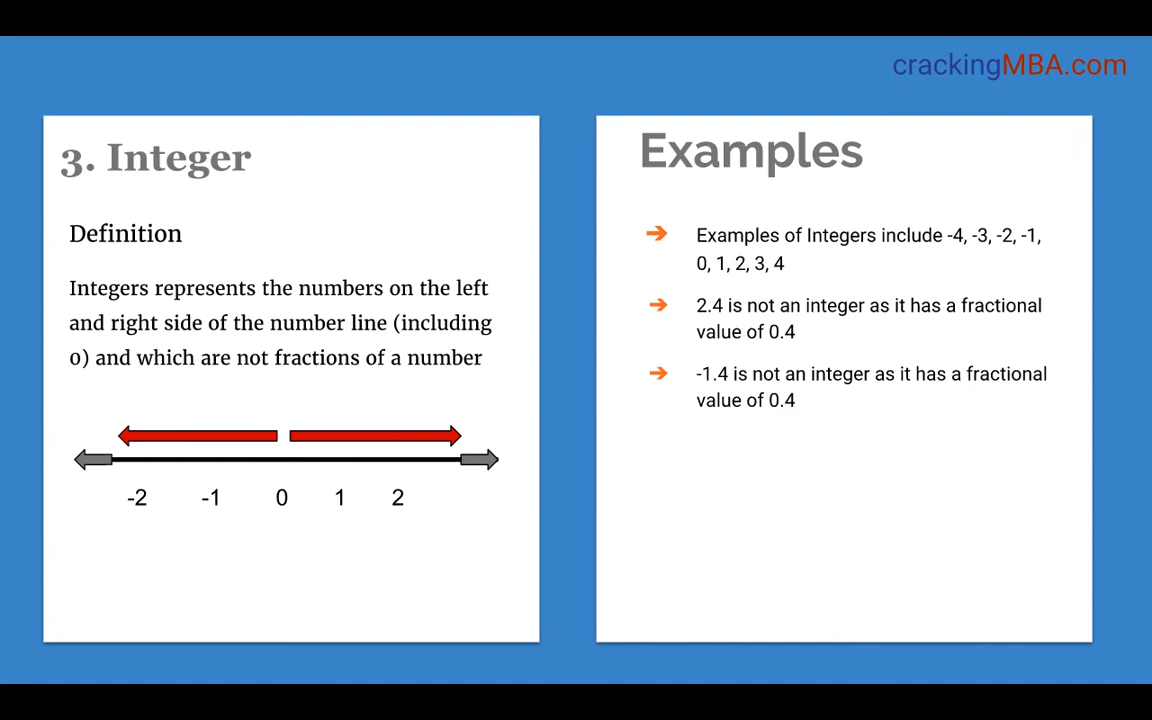 crackingMBA.com
3. Integer
Definition
Integers represents the numbers on the left
and right side of the number line (including
0) and which are not fractions of a number
-2 -1 0 1 2
Examples
Examples of Integers include -4, -3, -2, -1,
0, 1, 2, 3, 4
2.4 is not an integer as it has a fractional
value of 0.4
-1.4 is not an integer as it has a fractional
value of 0.4